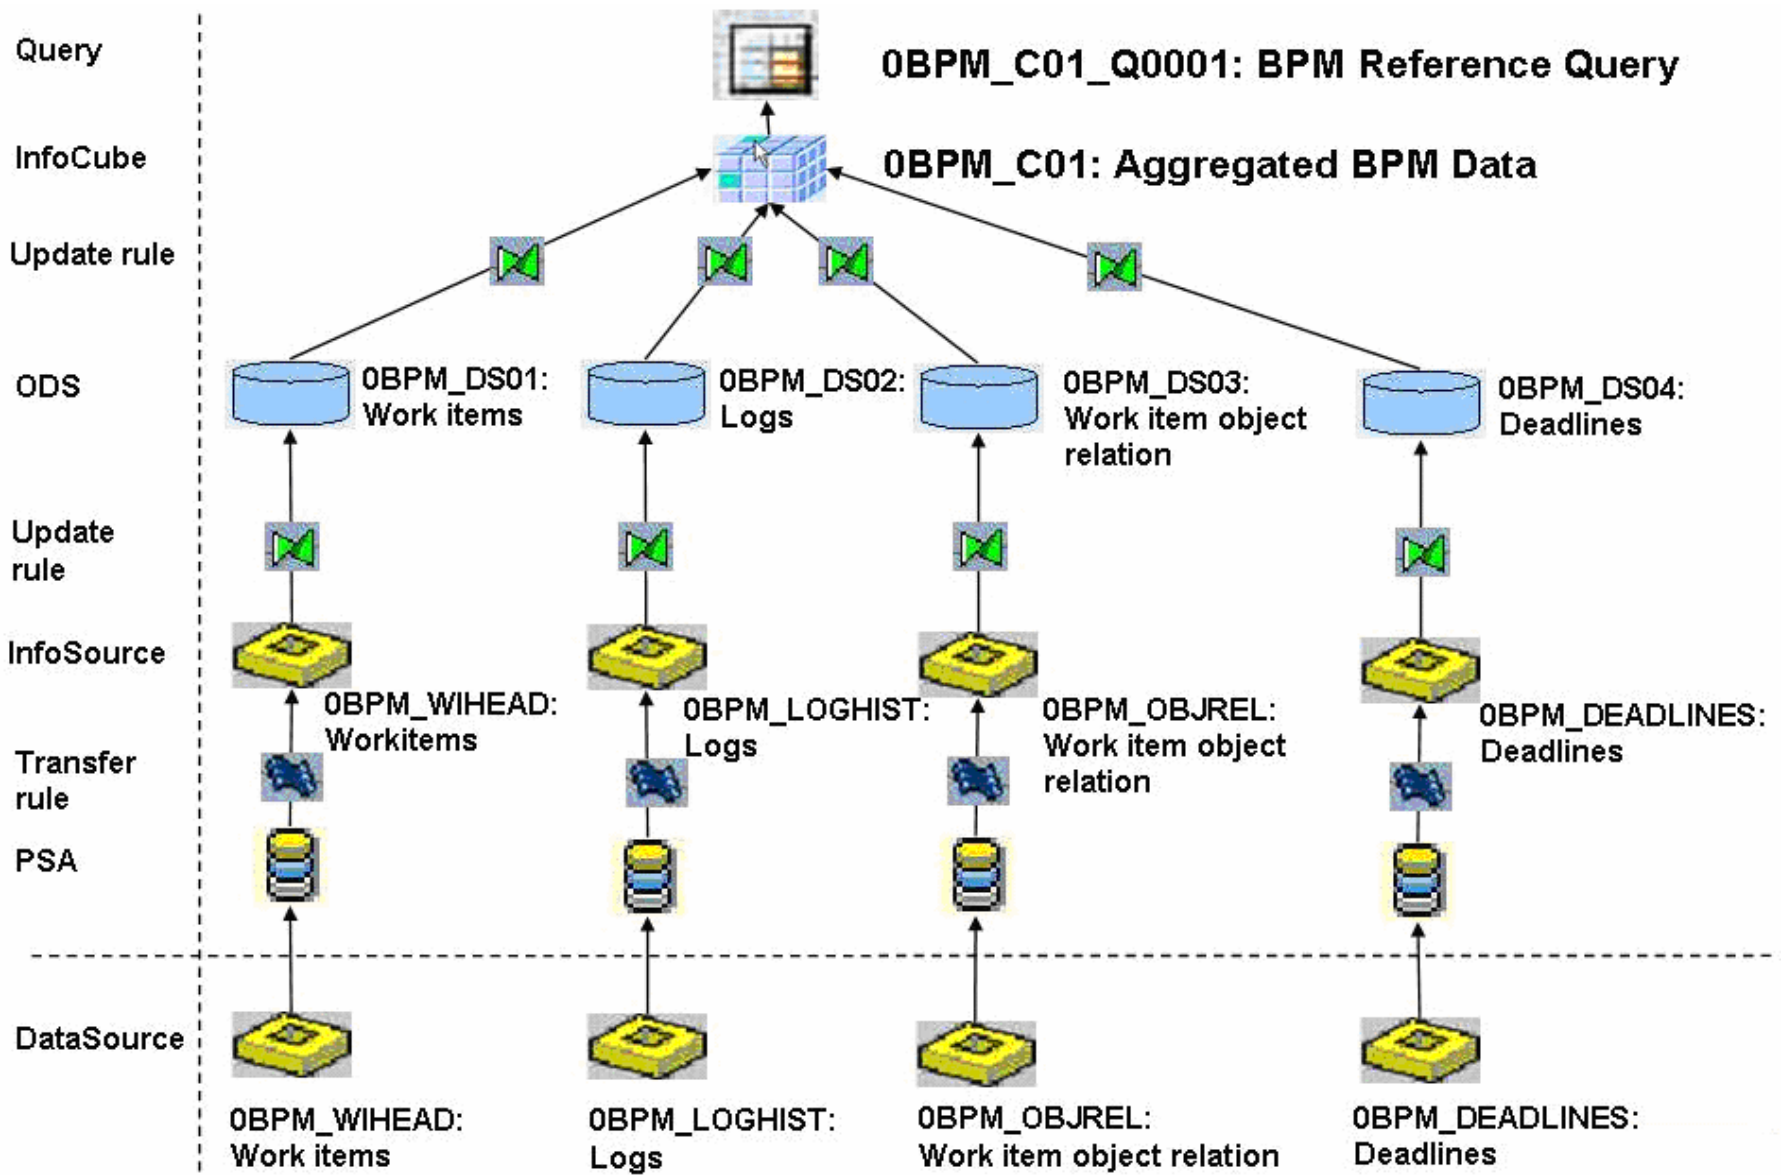 Query
0BPM_C01_Q0001: BPM Reference Query
InfoCube
0BPM_C01: Aggregated BPM Data
Update rule
ODS
0BPM_DS01:
Work items
0BPM_DS02:
Logs
0BPM_DS03:
Work item object
relation
0BPM_DS04:
Deadlines
Update
rule
InfoSource
0BPM_WIHEAD:
Workitems
0BPM_LOGHIST:
Logs
0BPM_OBJREL:
Work item object
relation
0BPM_DEADLINES:
Deadlines
Transfer
rule
PSA
DataSource
0BPM_WIHEAD:
Work items
0BPM_LOGHIST:
Logs
0BPM_OBJREL:
Work item object relation
0BPM_DEADLINES:
Deadlines